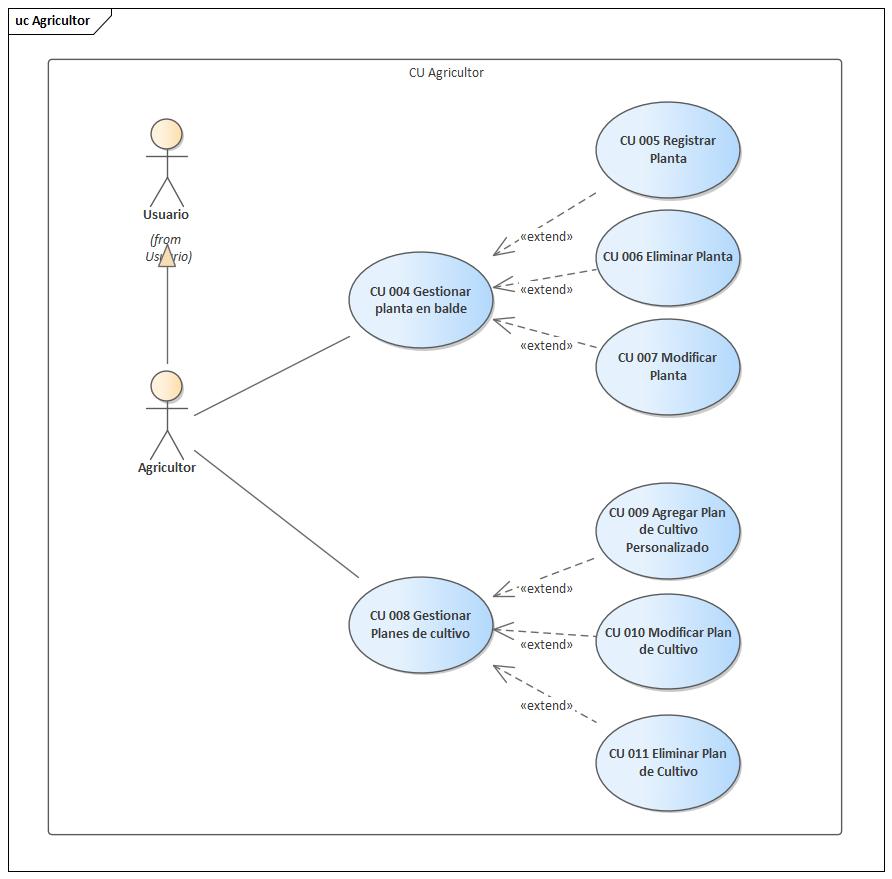 uc Agricultor
CU Agricultor
Usuario
(from
Usuario)
Agricultor
CU 004 Gestionar
planta en balde
CU 005 Registrar
Planta
«extend»
CU 006 Eliminar Planta
«extend»
CU 007 Modificar
Planta
«extend»
CU 008 Gestionar
Planes de cultivo
CU 009 Agregar Plan
de Cultivo
Personalizado
«extend»
CU 010 Modificar Plan
de Cultivo
«extend»
CU 011 Eliminar Plan
de Cultivo
«extend»